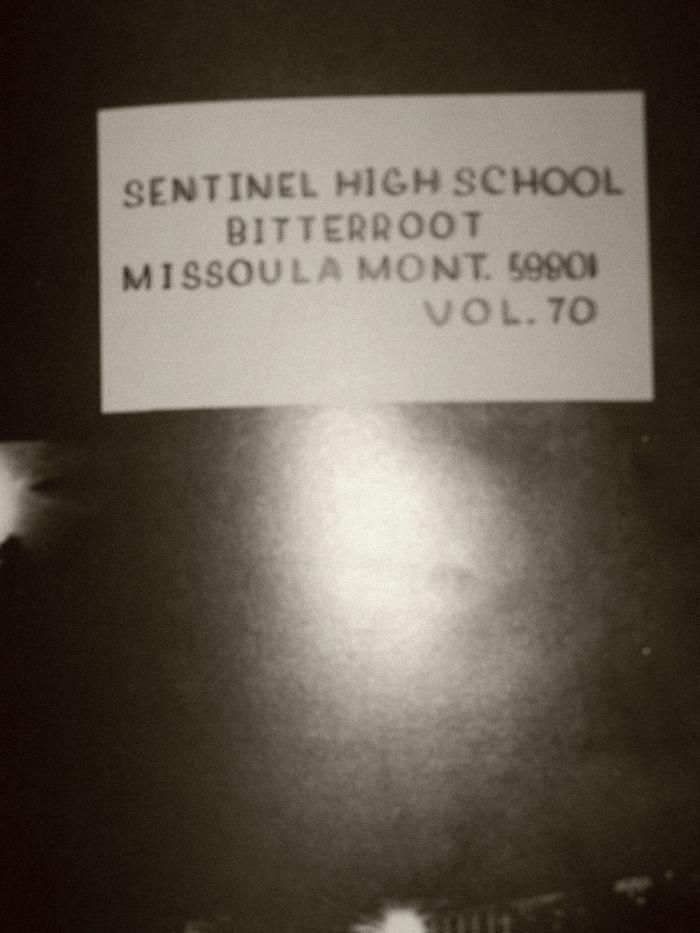 SENTINEL HIGH SCHOOL
BITTERROOT
MISSOULA MONT. 59801
VOL. 70